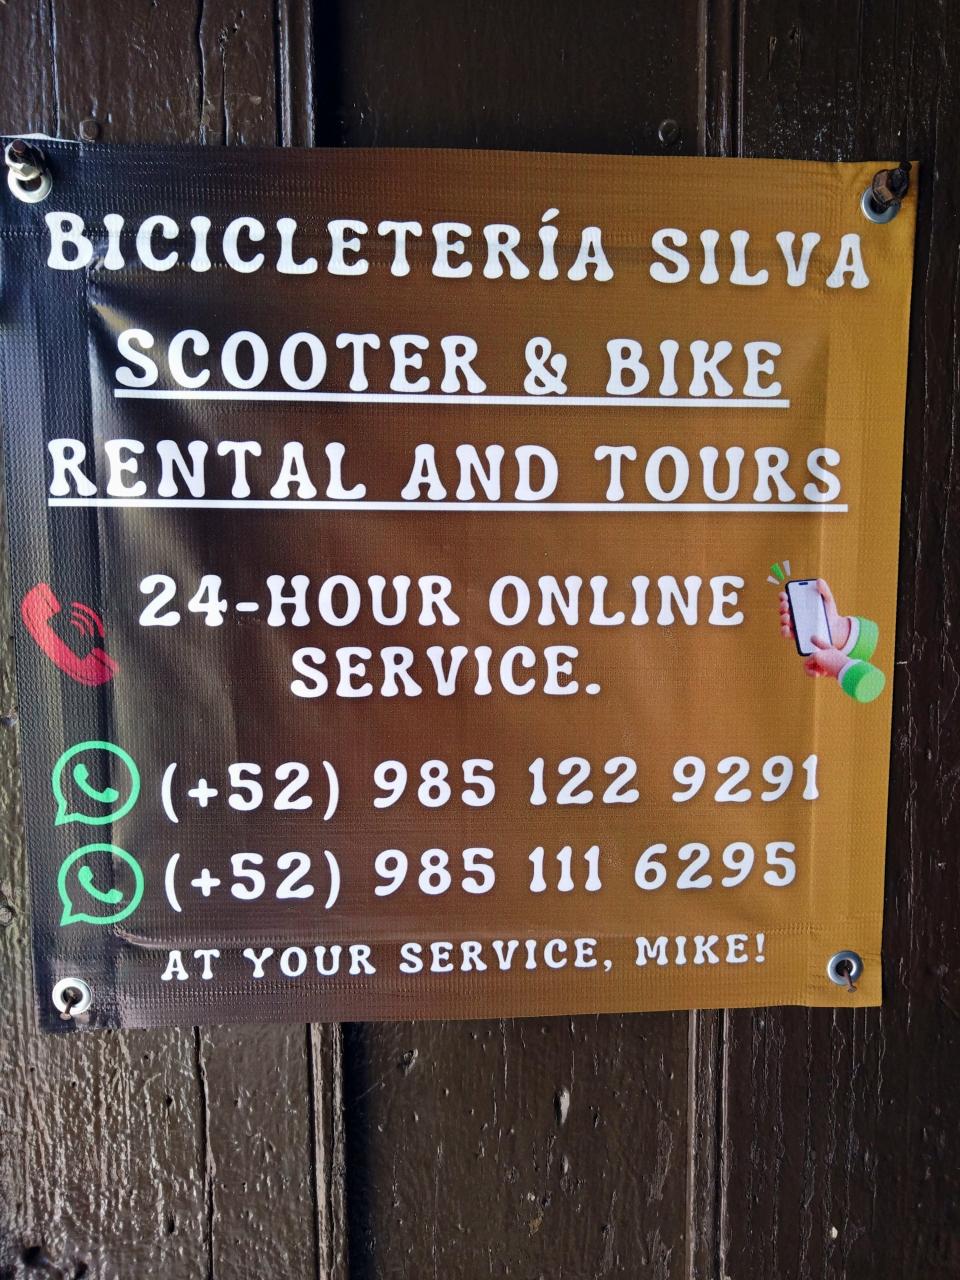 BICICLETERÍA SILVA
SCOOTER & BIKE
RENTAL AND TOURS
24-HOUR ONLINE
SERVICE.
(+52) 985 122 9291
(+52) 985 111 6295
AT YOUR SERVICE, MIKE!